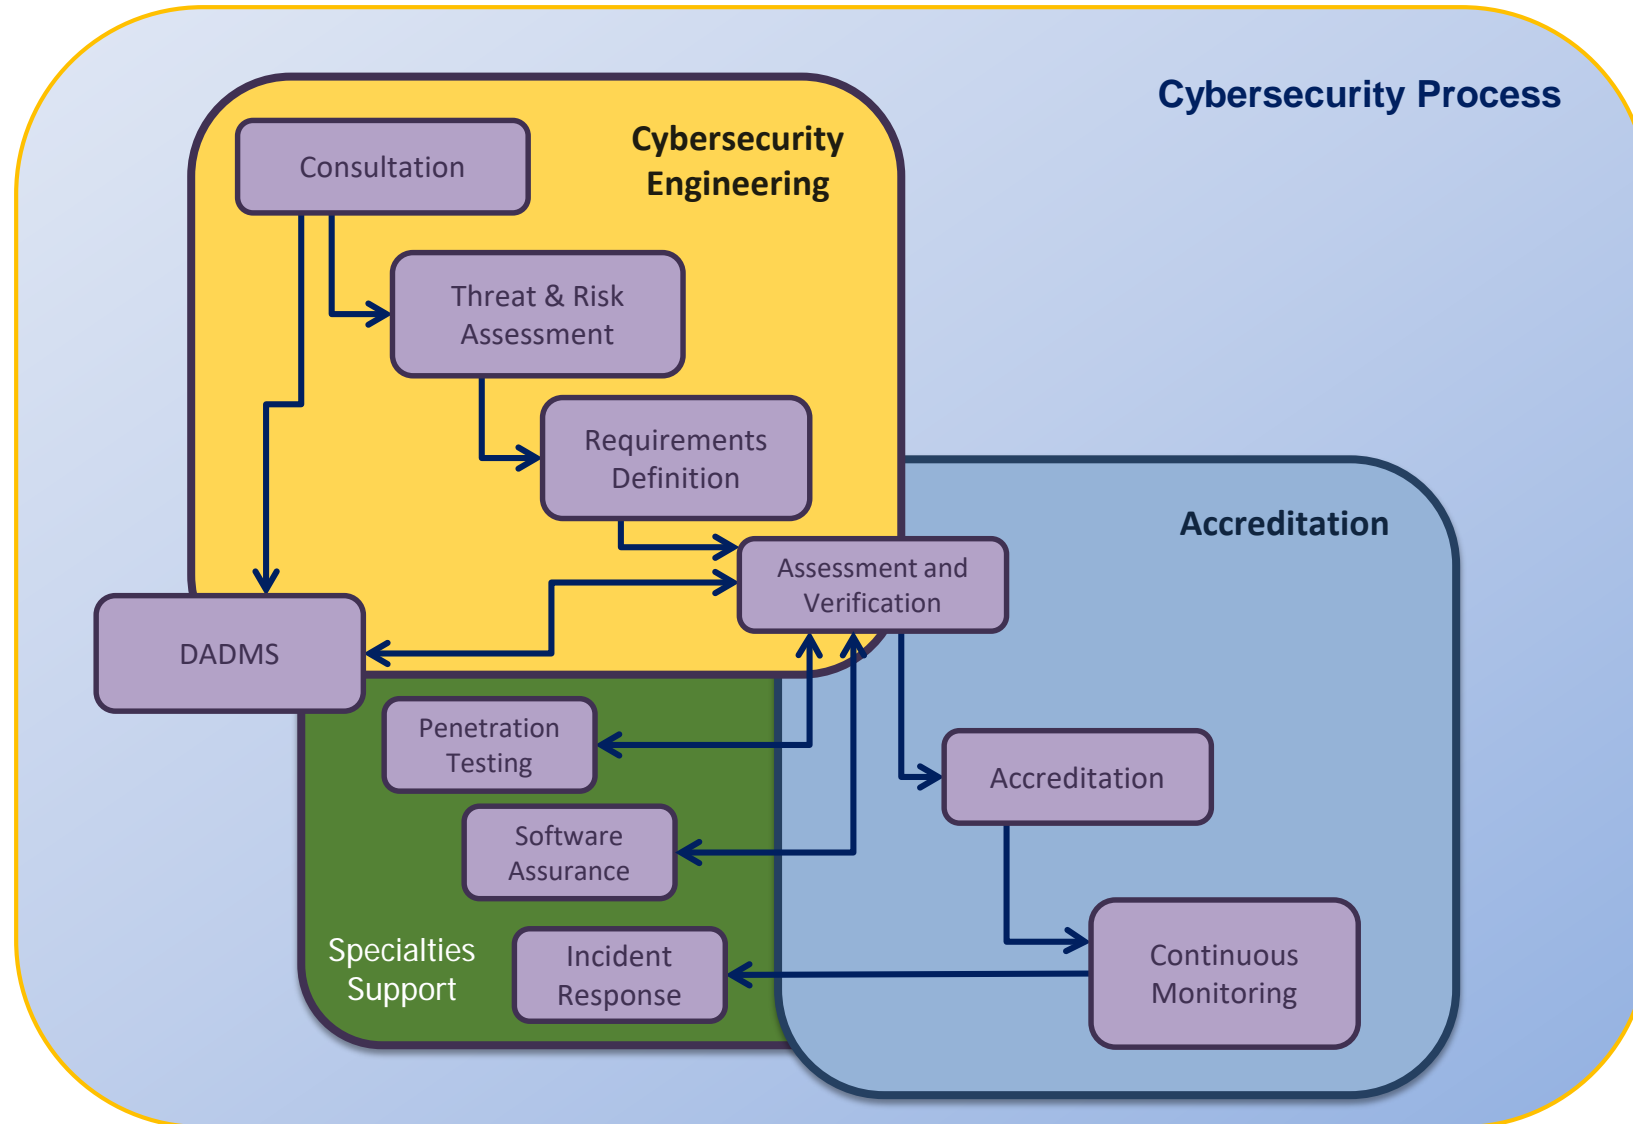 Cybersecurity Process
Cybersecurity
Engineering
Consultation
Threat & Risk
Assessment
Requirements
Definition
Accreditation
Assessment and
Verification
DADMS
Penetration
Testing
Accreditation
Software
Assurance
Specialties
Support
Incident
Response
Continuous
Monitoring